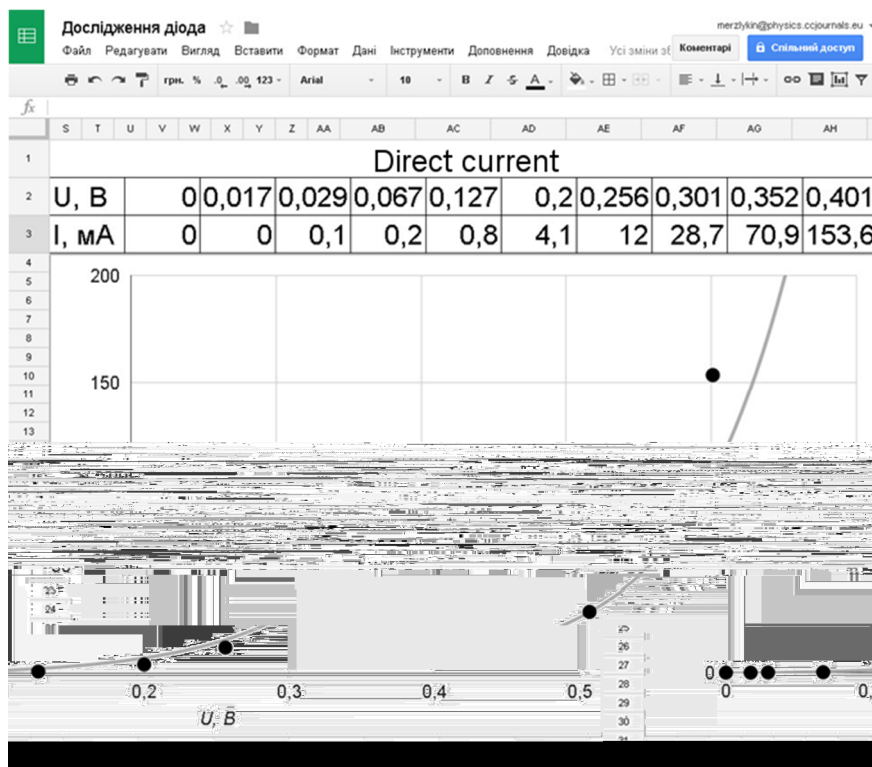 Дослідження діода
merzlykin@physics.ccjournals.eu
Файл Редагувати Вигляд Вставити Формат Дані Інструменти Доповнення Довідка Усі зміни зб
Коментарі
Спільний доступ
грн. % .0 .00 123 Arial 10 B I S A
fx
S T U V W X Y Z AA AB AC AD AE AF AG AH
1 Direct current
2 U, В 0 0,017 0,029 0,067 0,127 0,2 0,256 0,301 0,352 0,401
3 I, мА 0 0 0,1 0,2 0,8 4,1 12 28,7 70,9 153,6
4
5 200
6
7
8
9
10 150
11
12
13
24
25
26
27 0
28
29
30
0,2 0,3 0,4 0,5 0
U, В